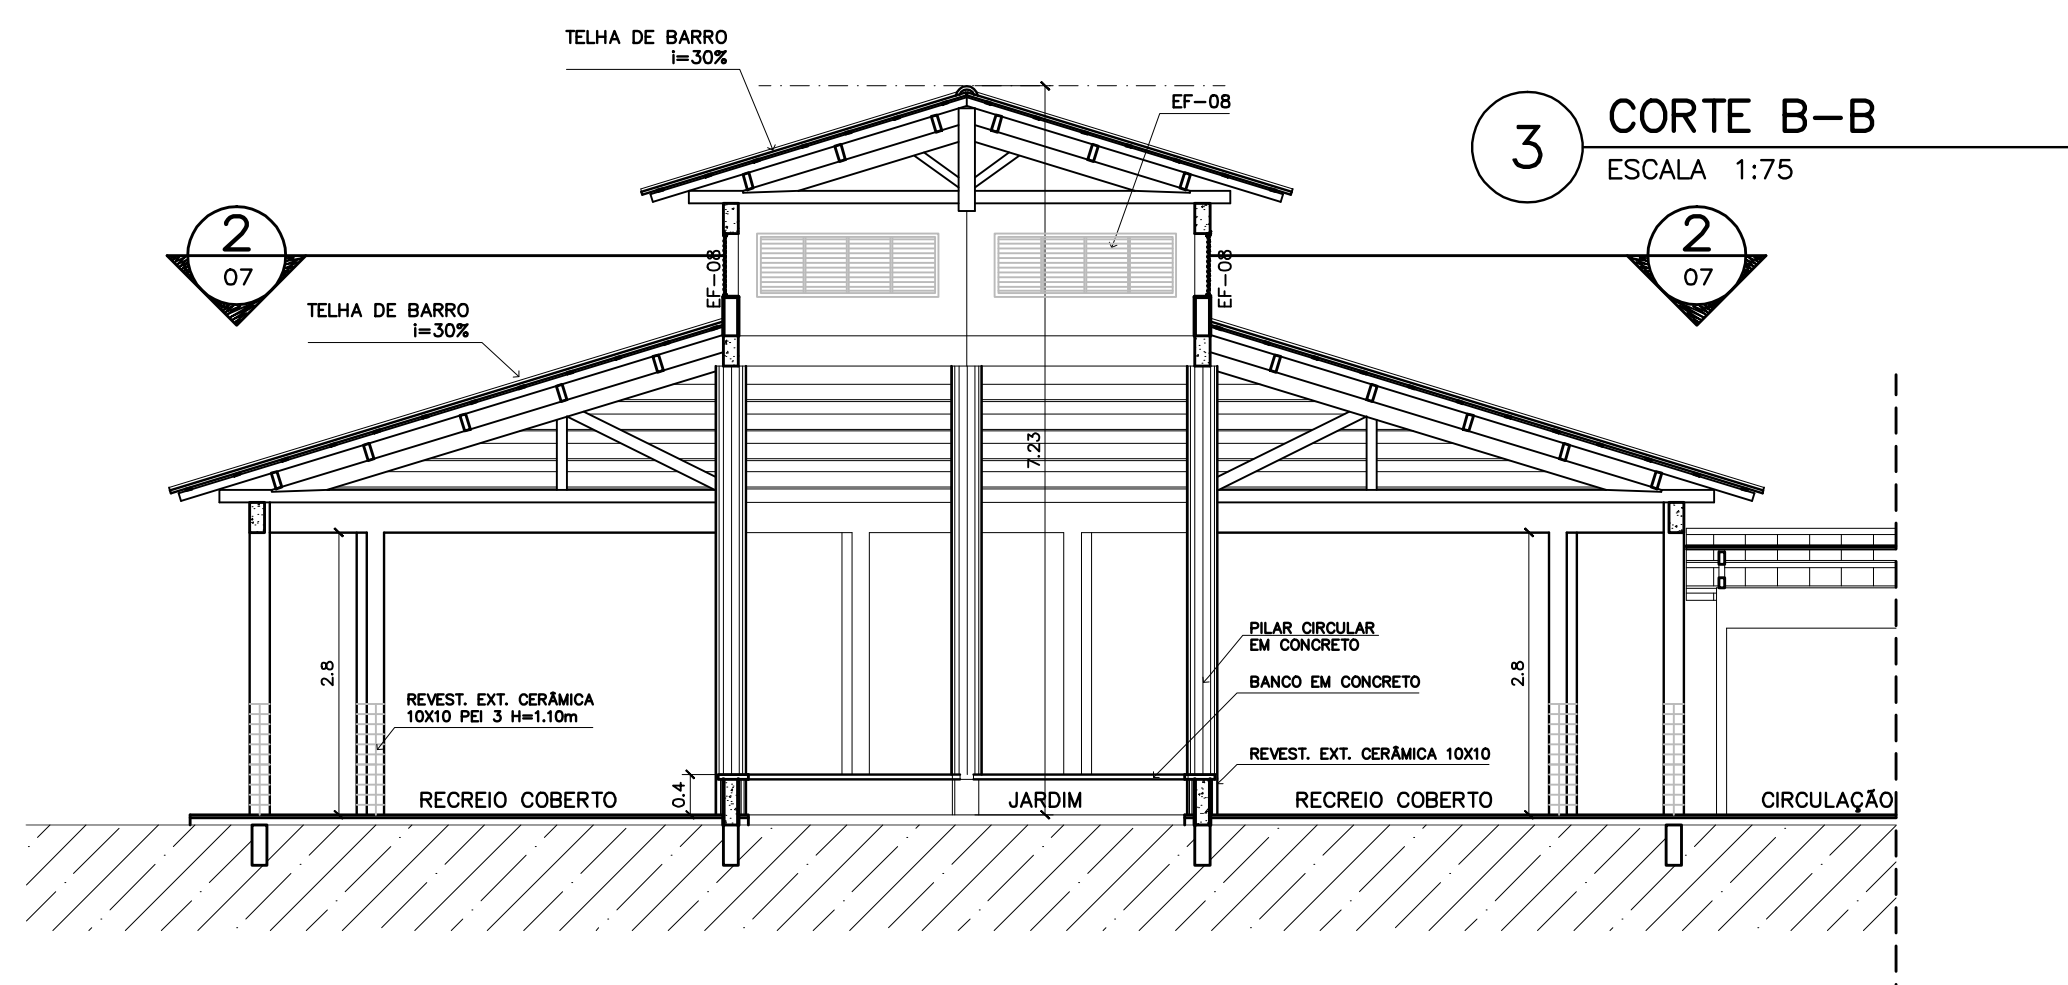 TELHA DE BARRO
i=30%
EF-08
3
CORTE B-B
ESCALA 1:75
2
07
2
07
EF-08
EF-08
TELHA DE BARRO
i=30%
7.23
2.8
2.8
PILAR CIRCULAR
EM CONCRETO
BANCO EM CONCRETO
REVEST. EXT. CERÂMICA
10X10 PEI 3 H=1.10m
REVEST. EXT. CERÂMICA 10X10
0.4
RECREIO COBERTO
JARDIM
RECREIO COBERTO
CIRCULAÇÃO